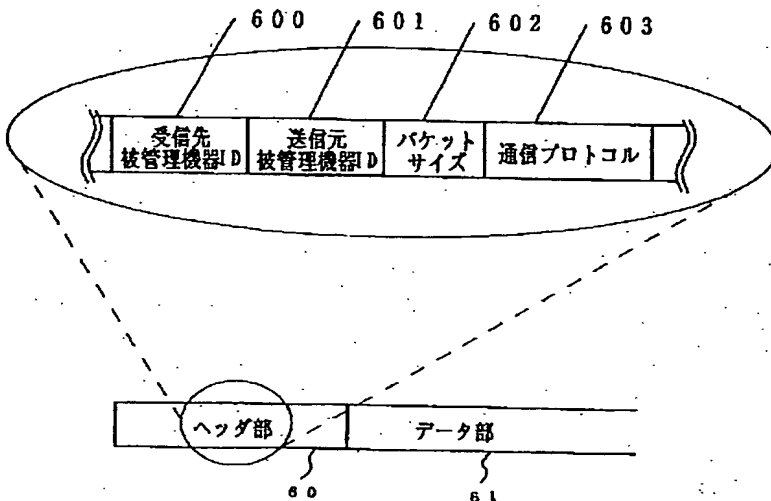 600 601 602 603
受信先 送信元 パケット 通信プロトコル
被管理機器ID 被管理機器ID サイズ
ヘッダ部 データ部
60 61